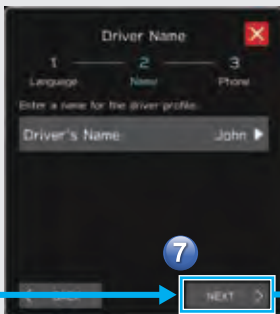 Driver Name
1 2 3
Language Name Phone
Enter a name for the driver profile.
Driver's Name John
7
BACK NEXT